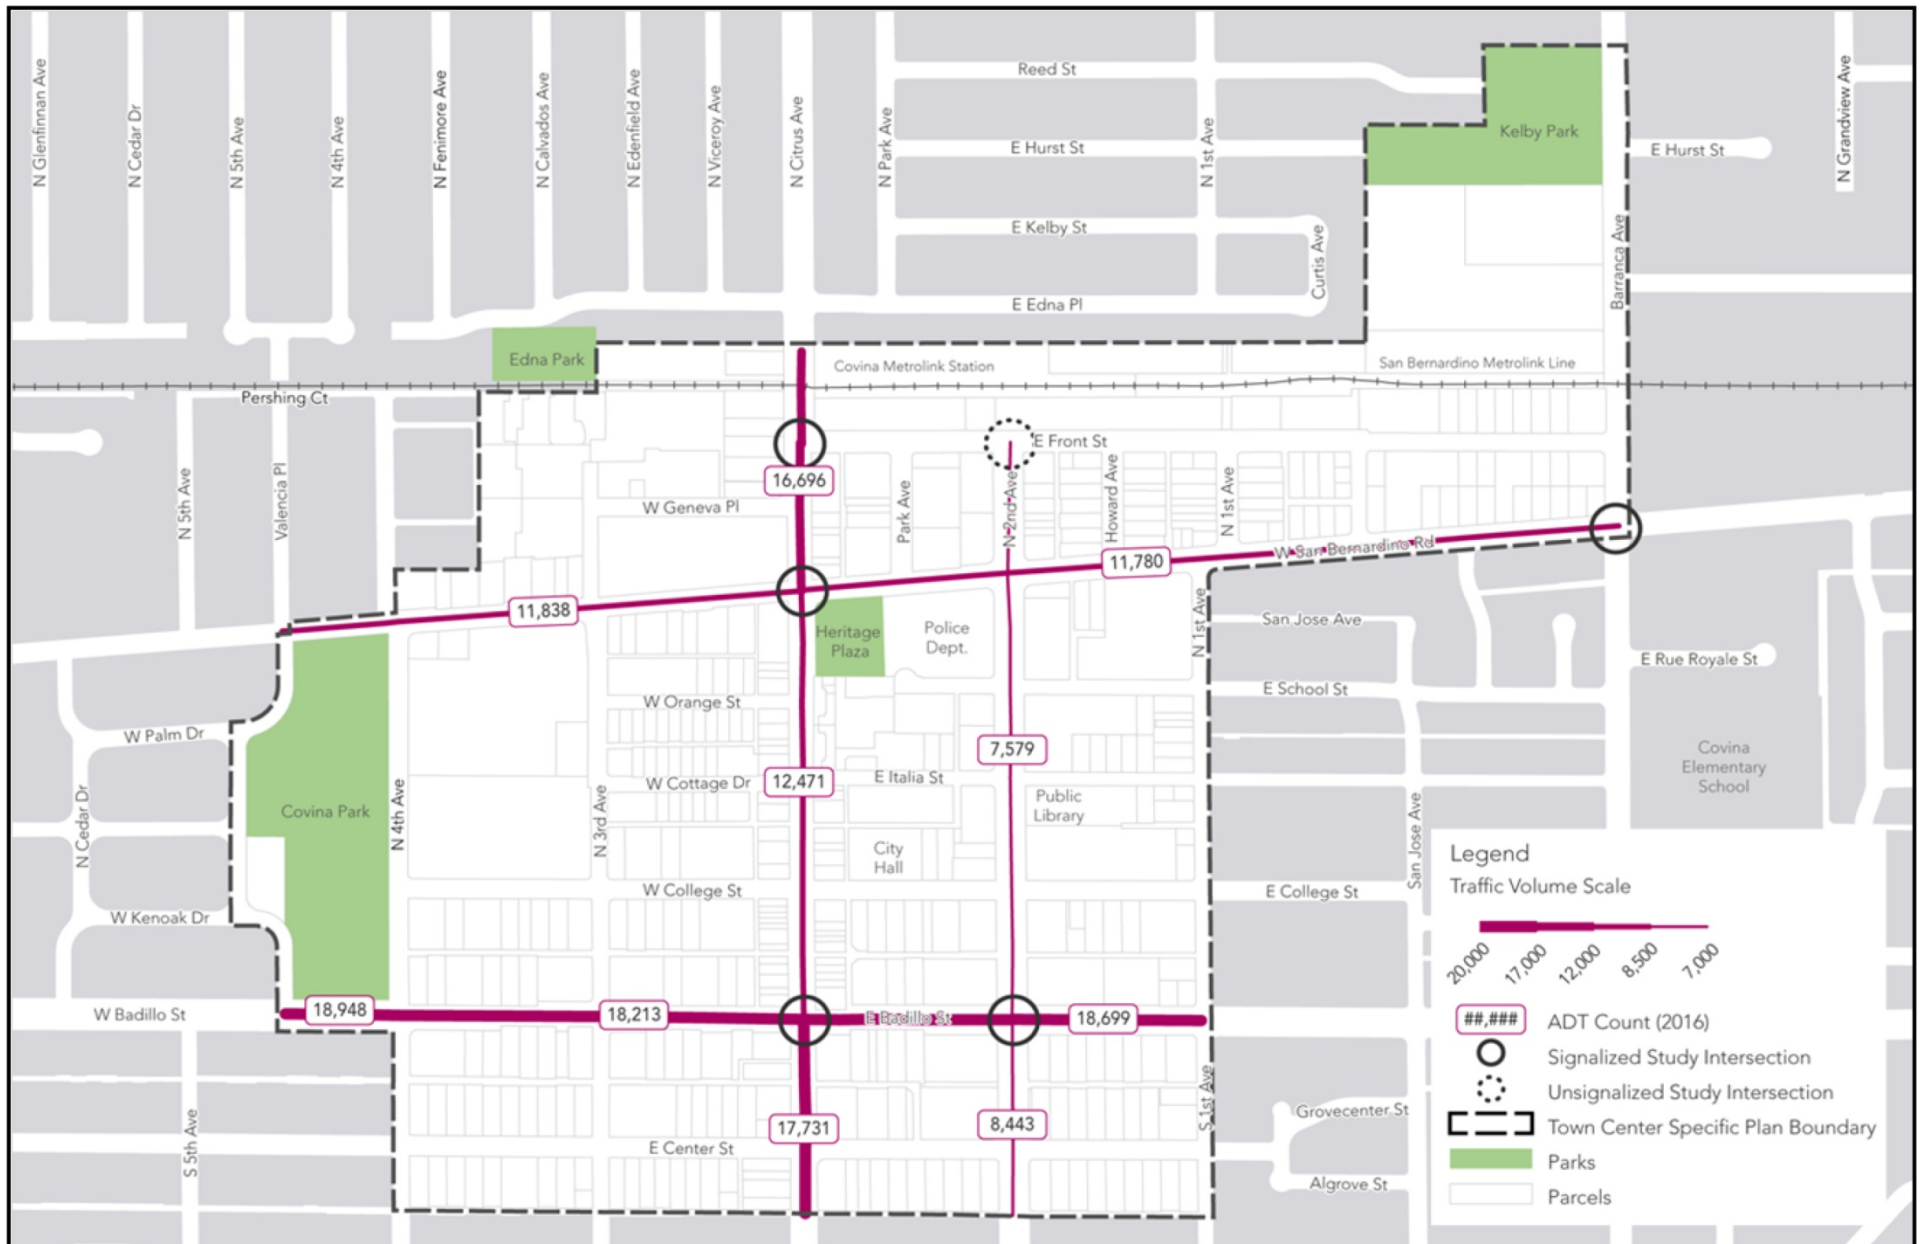 N Glenfinnan Ave
N Cedar Dr
N 5th Ave
N 4th Ave
N Fenimore Ave
N Calvados Ave
N Edenfield Ave
N Viceroy Ave
N Citrus Ave
N Park Ave
Reed St
N 1st Ave
Kelby Park
N Grandview Ave
E Hurst St
E Hurst St
E Kelby St
Curtis Ave
Barranca Ave
E Edna Pl
Edna Park
Covina Metrolink Station
San Bernardino Metrolink Line
Pershing Ct
E Front St
16,696
N 5th Ave
Valencia Pl
W Geneva Pl
Park Ave
N 2nd Ave
Howard Ave
N 1st Ave
W San Bernardino Rd
11,780
11,838
Heritage
Plaza
Police
Dept.
N 1st Ave
San Jose Ave
E Rue Royale St
E School St
W Orange St
W Palm Dr
7,579
Covina
Elementary
School
W Cottage Dr
12,471
E Italia St
Public
Library
Covina Park
N Cedar Dr
N 4th Ave
N 3rd Ave
San Jose Ave
City
Hall
W College St
E College St
W Kenoak Dr
W Badillo St
18,948
18,213
E Badillo St
18,699
S 5th Ave
17,731
8,443
S 1st Ave
Grovecenter St
E Center St
Algrove St
Legend
Traffic Volume Scale
20,000
17,000
12,000
8,500
7,000
##,### ADT Count (2016)
Signalized Study Intersection
Unsignalized Study Intersection
Town Center Specific Plan Boundary
Parks
Parcels